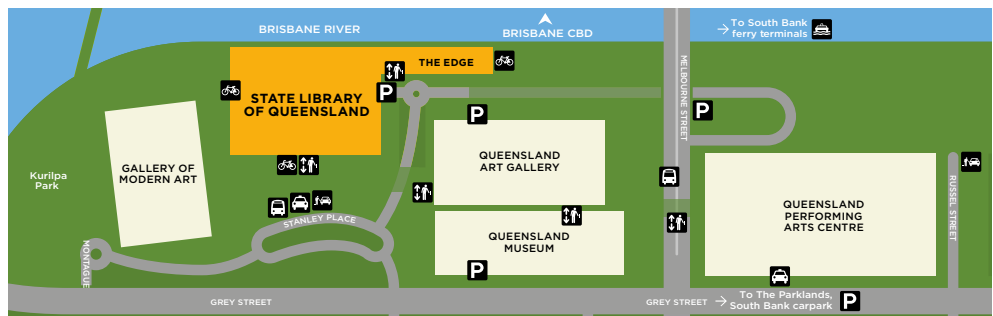 BRISBANE RIVER
BRISBANE CBD
→ To South Bank
ferry terminals
THE EDGE
STATE LIBRARY
OF QUEENSLAND
P
P
P
MELBOURNE STREET
GALLERY OF
MODERN ART
Kurilpa
Park
QUEENSLAND
ART GALLERY
QUEENSLAND
PERFORMING
ARTS CENTRE
RUSSEL STREET
STANLEY PLACE
QUEENSLAND
MUSEUM
P
MONTAGUE
GREY STREET
GREY STREET → To The Parklands,
South Bank carpark P